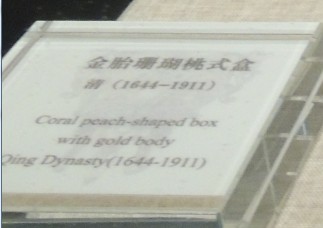 金胎珊瑚桃式盒
清（1644－1911）
Coral peach-shaped box
with gold body
Qing Dynasty(1644-1911)